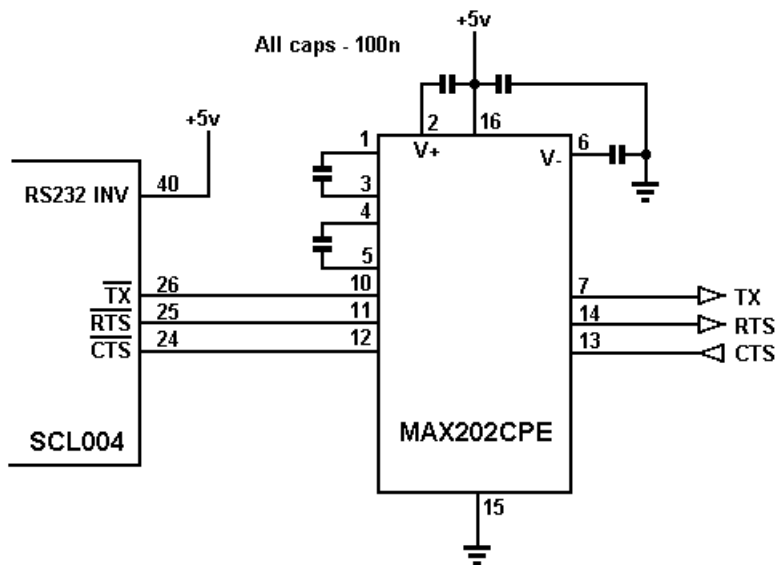 +5v
All caps - 100n
+5v
2
16
1
V+
V-
6
RS232 INV
40
3
4
5
TX
26
10
7
TX
RTS
25
11
14
RTS
CTS
24
12
13
CTS
SCL004
MAX202CPE
15